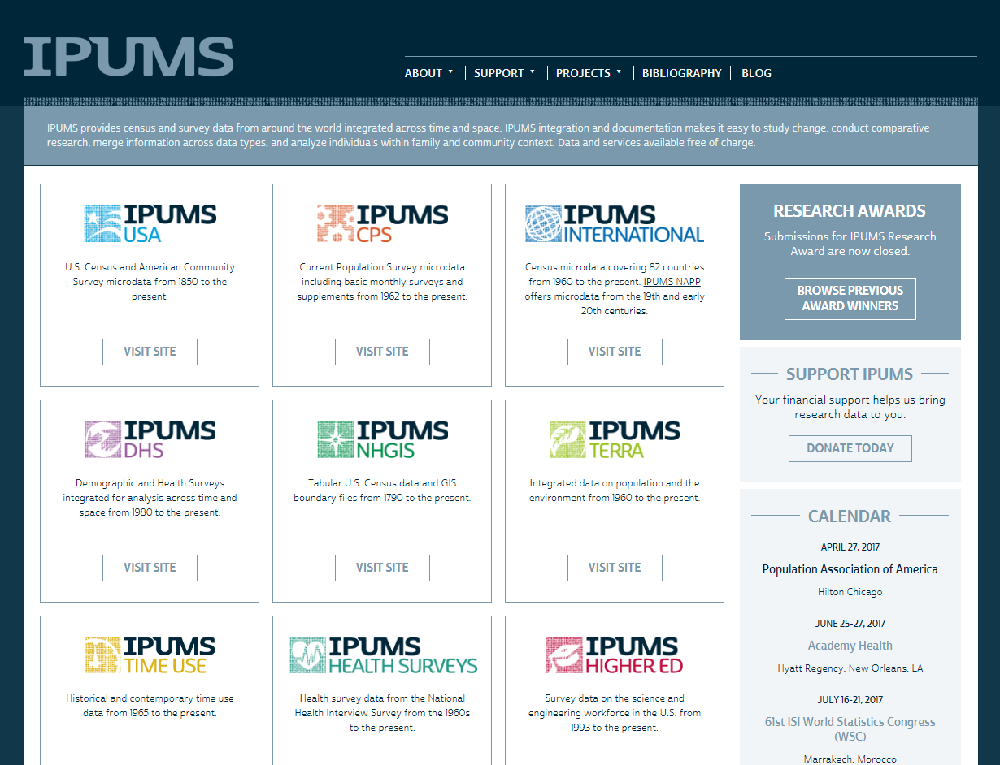 IPUMS
ABOUT
SUPPORT
PROJECTS
BIBLIOGRAPHY
BLOG
IPUMS provides census and survey data from around the world integrated across time and space. IPUMS integration and documentation makes it easy to study change, conduct comparative
research, merge information across data types, and analyze individuals within family and community context. Data and services available free of charge.
IPUMS
USA
U.S. Census and American Community
Survey microdata from 1850 to the
present.
VISIT SITE
IPUMS
CPS
Current Population Survey microdata
including basic monthly surveys and
supplements from 1962 to the present.
VISIT SITE
IPUMS
INTERNATIONAL
Census microdata covering 82 countries
from 1960 to the present. IPUMS NAPP
offers microdata from the 19th and early
20th centuries.
VISIT SITE
IPUMS
DHS
Demographic and Health Surveys
integrated for analysis across time and
space from 1980 to the present.
VISIT SITE
IPUMS
NHGIS
Tabular U.S. Census data and GIS
boundary files from 1790 to the present.
VISIT SITE
IPUMS
TERRA
Integrated data on population and the
environment from 1960 to the present.
VISIT SITE
IPUMS
TIME USE
Historical and contemporary time use
data from 1965 to the present.
IPUMS
HEALTH SURVEYS
Health survey data from the National
Health Interview Survey from the 1960s
to the present.
IPUMS
HIGHER ED
Survey data on the science and
engineering workforce in the U.S. from
1993 to the present.
RESEARCH AWARDS
Submissions for IPUMS Research
Award are now closed.
BROWSE PREVIOUS
AWARD WINNERS
SUPPORT IPUMS
Your financial support helps us bring
research data to you.
DONATE TODAY
CALENDAR
APRIL 27, 2017
Population Association of America
Hilton Chicago
JUNE 25-27, 2017
Academy Health
Hyatt Regency, New Orleans, LA
JULY 16-21, 2017
61st ISI World Statistics Congress
(WSC)
Marrakech, Morocco